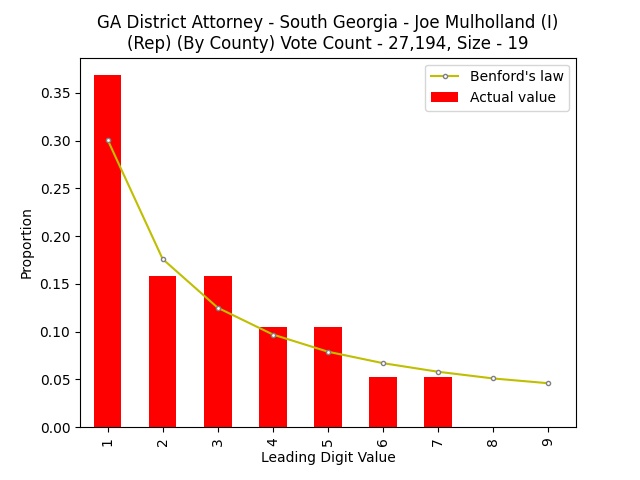 GA District Attorney - South Georgia - Joe Mulholland (I)
(Rep) (By County) Vote Count - 27,194, Size - 19
Benford's law
Actual value
0.35
0.30
0.25
0.20
0.15
0.10
0.05
0.00
Proportion
1 2 3 4 5 6 7 8 9
Leading Digit Value